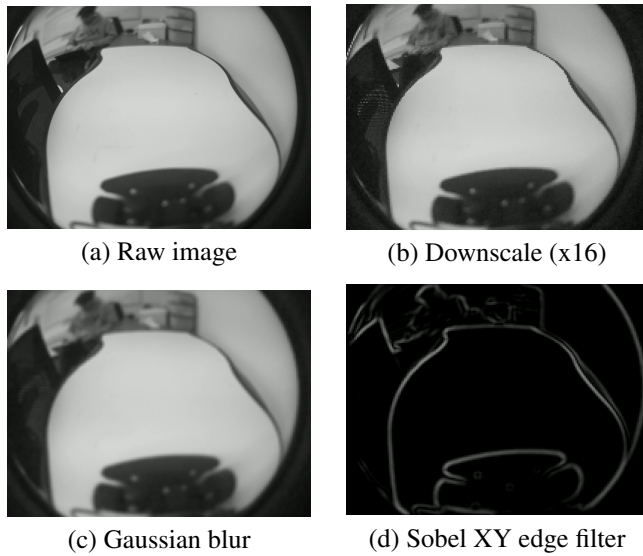 (a) Raw image
(b) Downscale (x16)
(c) Gaussian blur
(d) Sobel XY edge filter